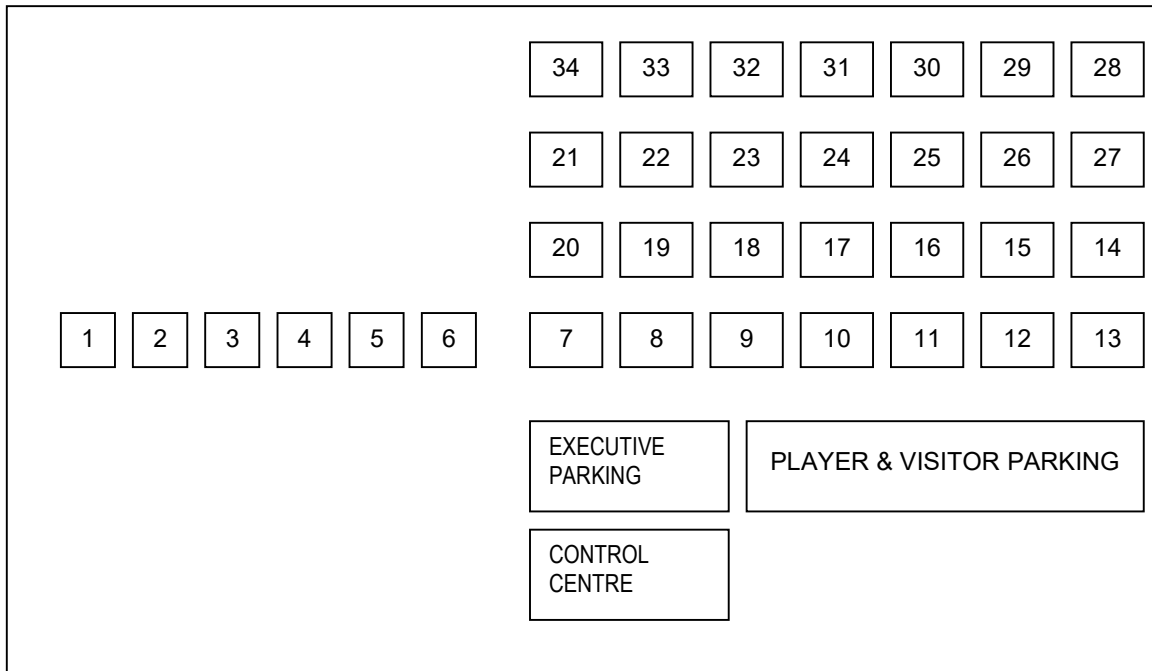 34 33 32 31 30 29 28
21 22 23 24 25 26 27
20 19 18 17 16 15 14
1 2 3 4 5 6 7 8 9 10 11 12 13
EXECUTIVE
PARKING
PLAYER & VISITOR PARKING
CONTROL
CENTRE